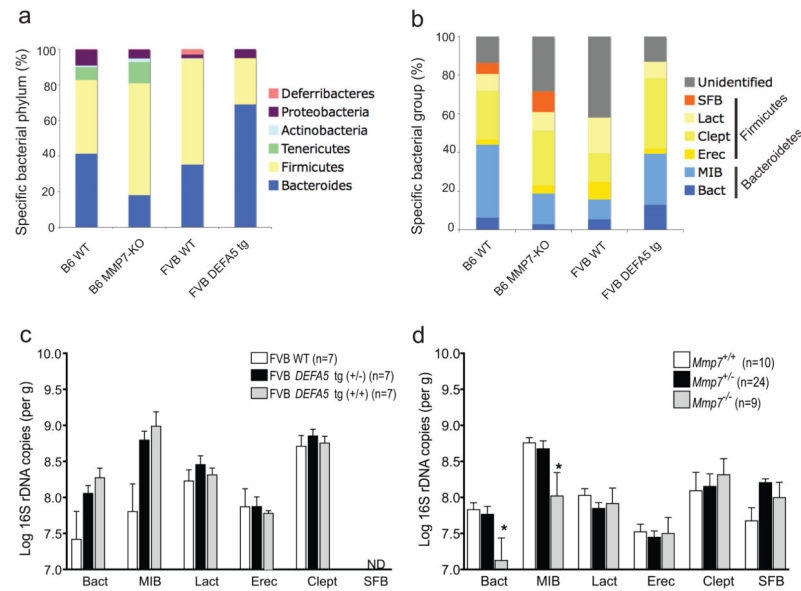 a
Specific bacterial phylum (%)
100
80
60
40
20
0
B6 WT
B6 MMP7-KO
FVB WT
FVB DEFA5 tg
Deferribacteres
Proteobacteria
Actinobacteria
Tenericutes
Firmicutes
Bacteroides
b
Specific bacterial group (%)
100
80
60
40
20
0
B6 WT
B6 MMP7-KO
FVB WT
FVB DEFA5 tg
Unidentified
SFB
Lact
Clept
Erec
MIB
Bact
Firmicutes
Bacteroidetes
c
Log 16S rDNA copies (per g)
10.0
9.5
9.0
8.5
8.0
7.5
7.0
FVB WT (n=7)
FVB DEFA5 tg (+/-) (n=7)
FVB DEFA5 tg (+/+) (n=7)
ND
Bact MIB Lact Erec Clept SFB
d
Log 16S rDNA copies (per g)
10.0
9.5
9.0
8.5
8.0
7.5
7.0
Mmp7+/+ (n=10)
Mmp7+/- (n=24)
Mmp7-/- (n=9)
*
*
Bact MIB Lact Erec Clept SFB